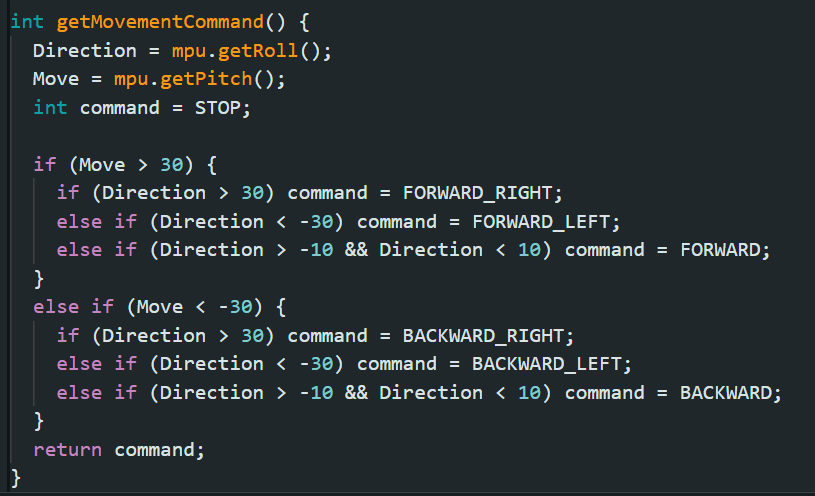 int getMovementCommand() {
  Direction = mpu.getRoll();
  Move = mpu.getPitch();
  int command = STOP;

  if (Move > 30) {
    if (Direction > 30) command = FORWARD_RIGHT;
    else if (Direction < -30) command = FORWARD_LEFT;
    else if (Direction > -10 && Direction < 10) command = FORWARD;
  }
  else if (Move < -30) {
    if (Direction > 30) command = BACKWARD_RIGHT;
    else if (Direction < -30) command = BACKWARD_LEFT;
    else if (Direction > -10 && Direction < 10) command = BACKWARD;
  }
  return command;
}